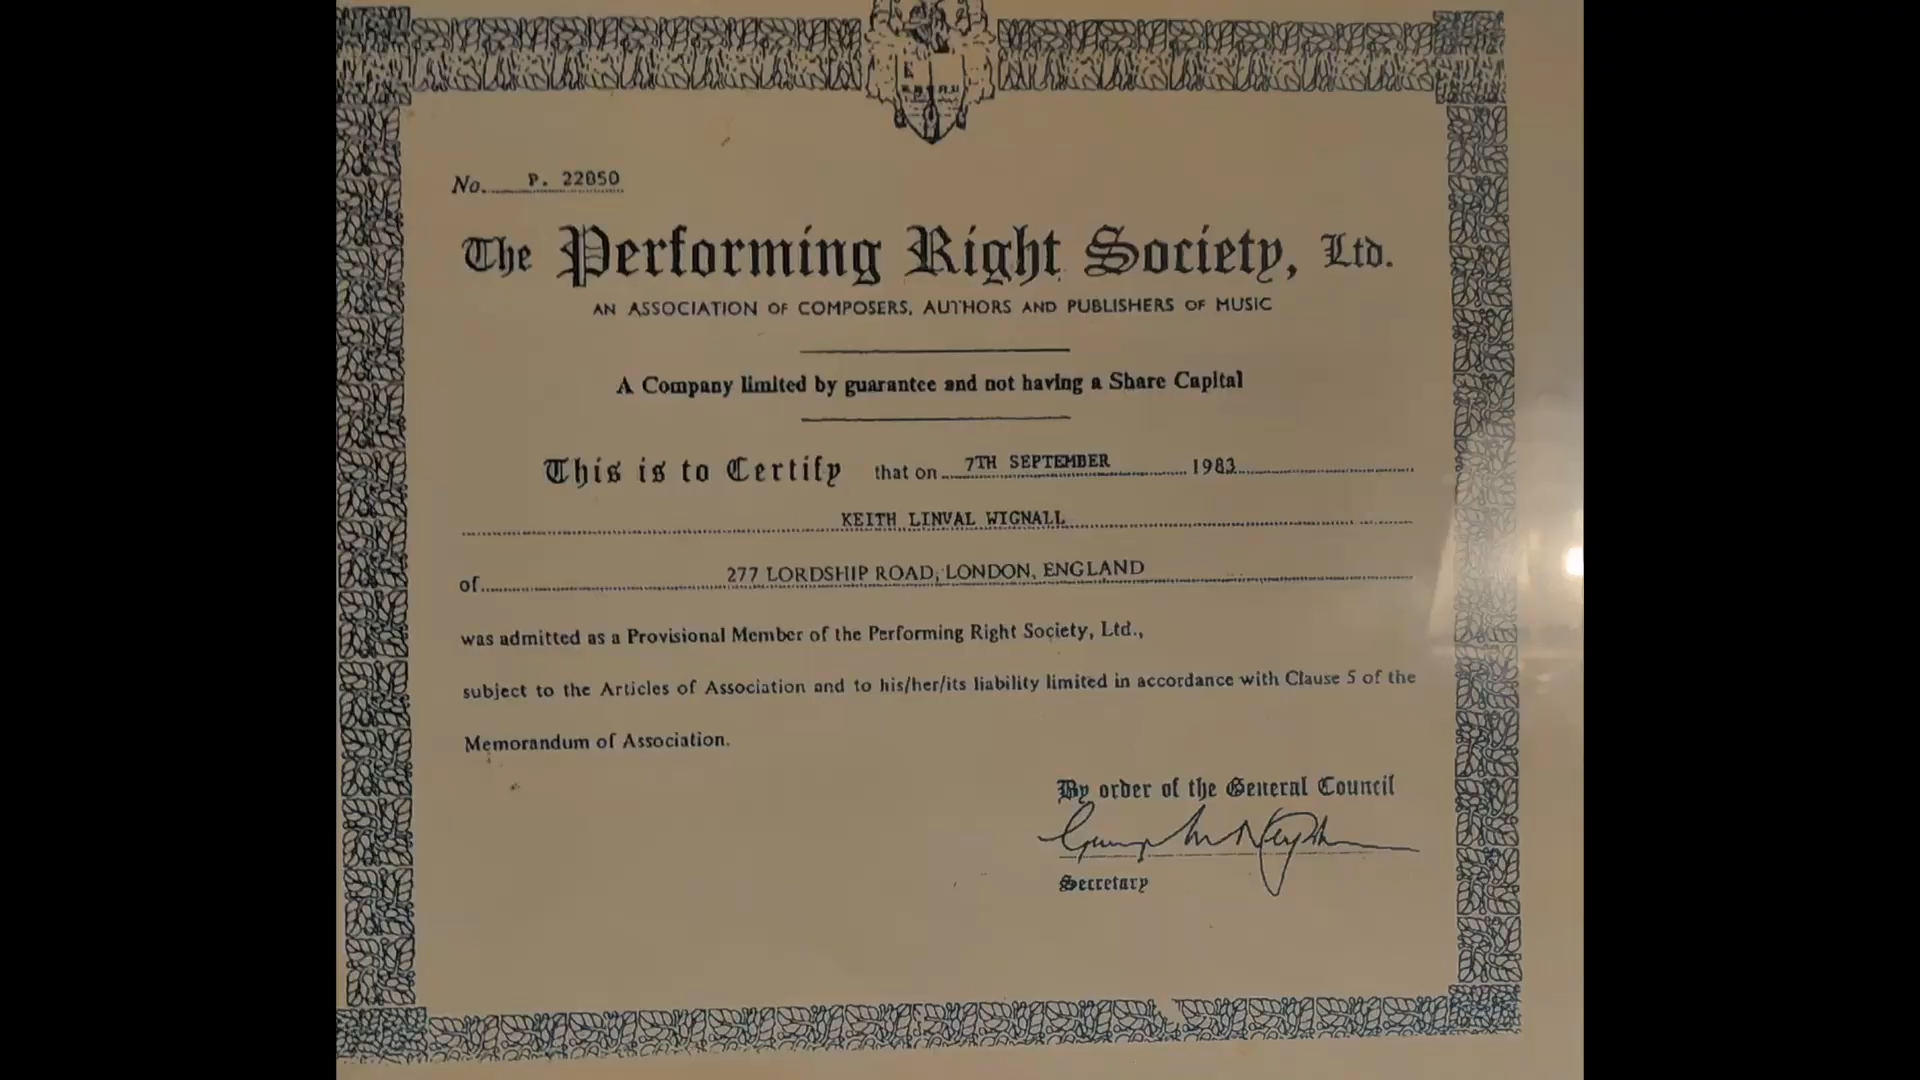 No. P. 22850
The Performing Right Society, Ltd.
AN ASSOCIATION OF COMPOSERS, AUTHORS AND PUBLISHERS OF MUSIC
A Company limited by guarantee and not having a Share Capital
This is to Certify that on 7TH SEPTEMBER 1983
KEITH LINVAL WIGNALL
of 277 LORDSHIP ROAD, LONDON, ENGLAND
was admitted as a Provisional Member of the Performing Right Society, Ltd.,
subject to the Articles of Association and to his/her/its liability limited in accordance with Clause 5 of the
Memorandum of Association.
By order of the General Council
Secretary